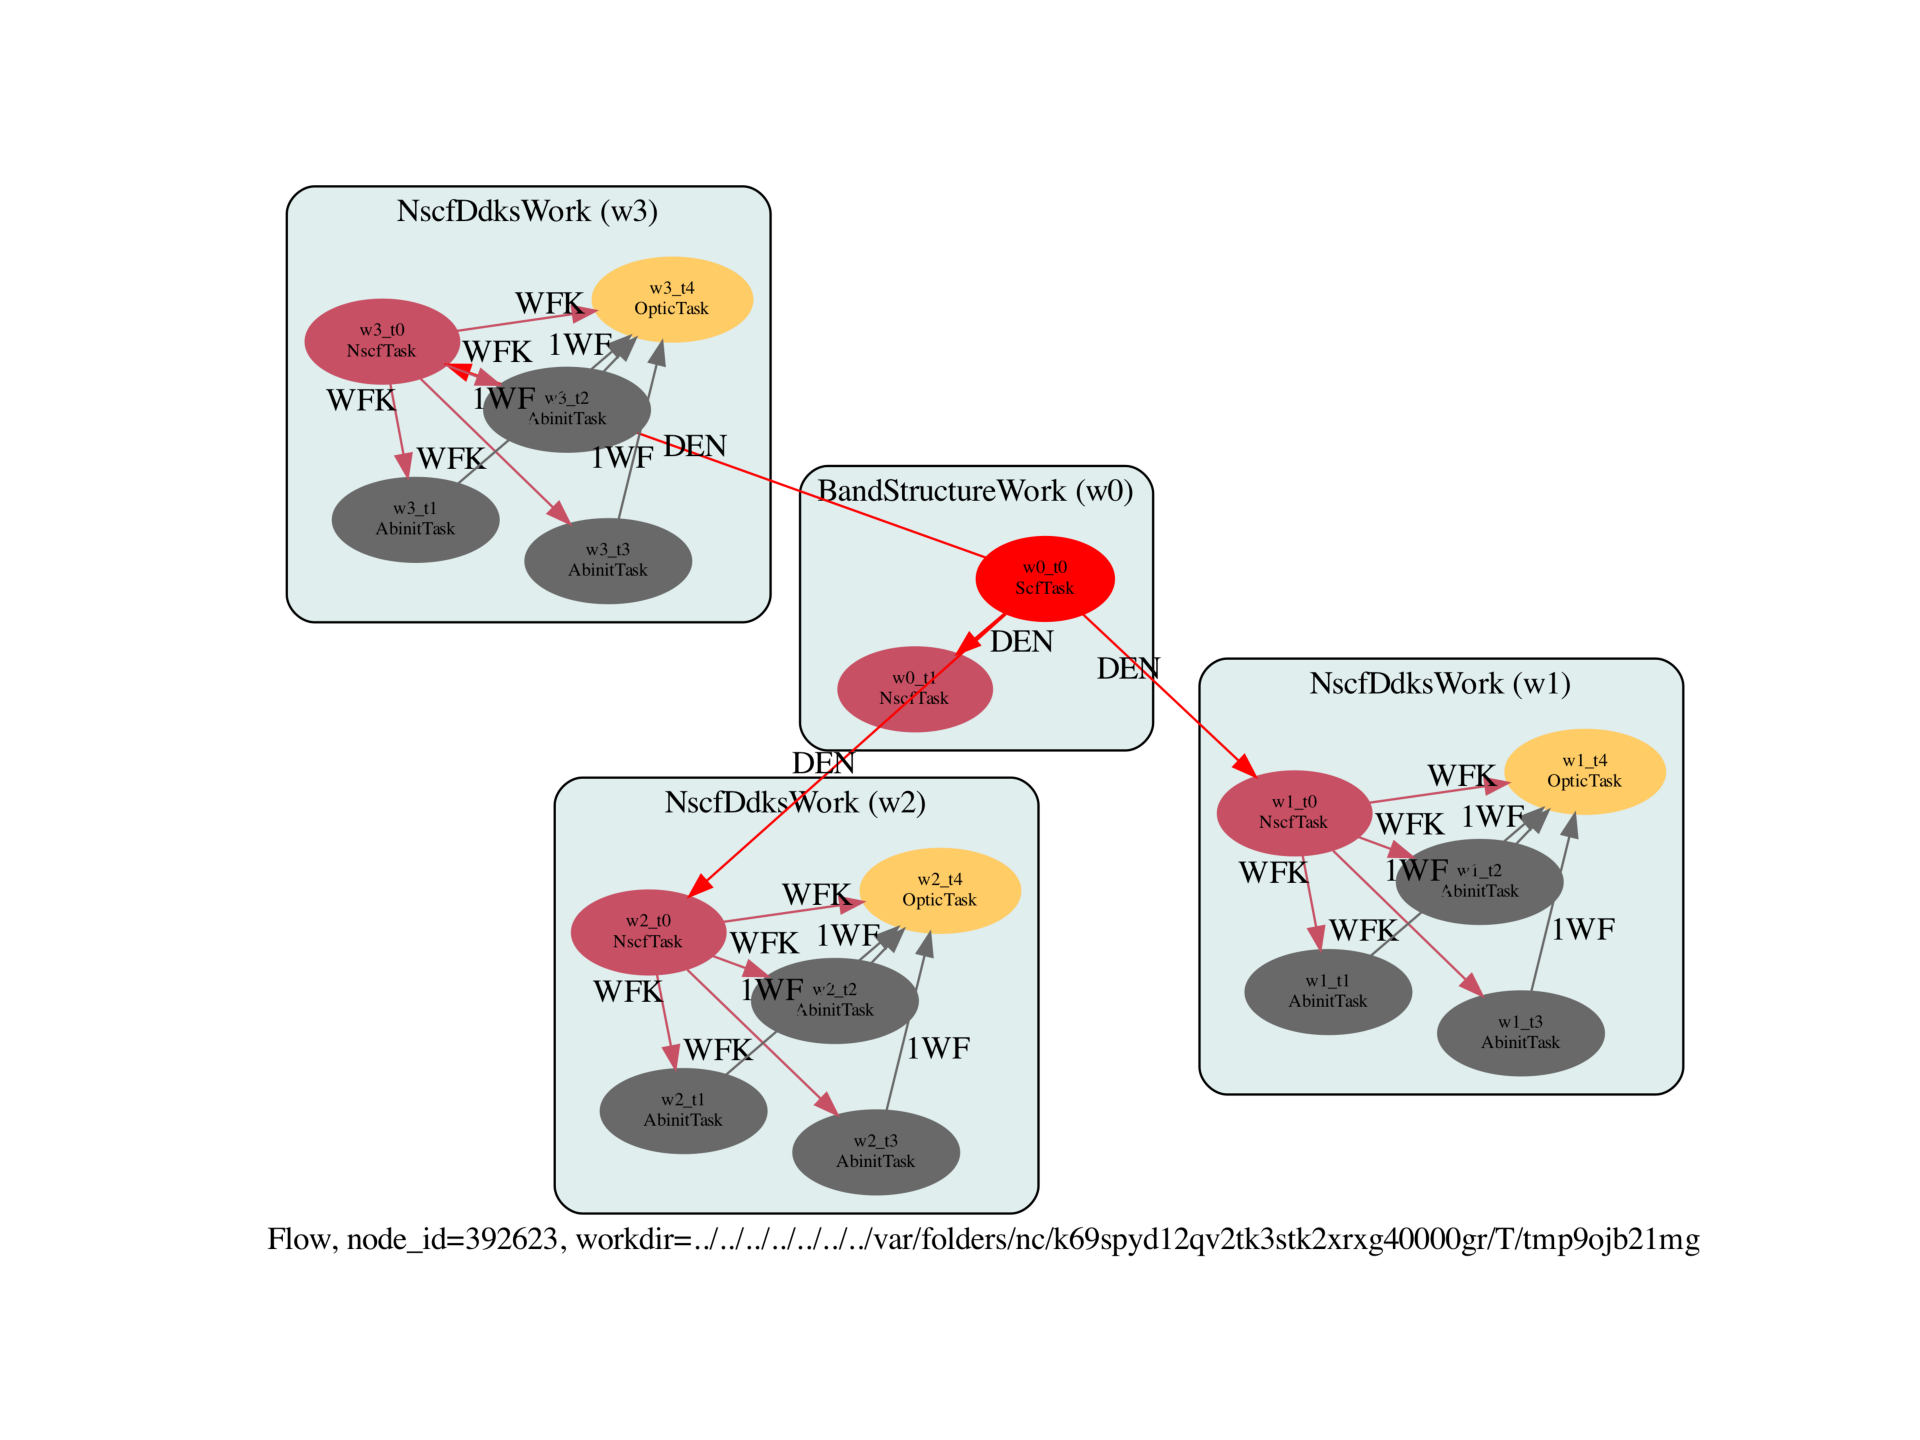 NscfDdksWork (w3)
w3_t4
OpticTask
WFK
w3_t0
NscfTask
WFK
1WF
WFK
1WF
w3_t2
AbinitTask
WFK
1WF
DEN
w3_t1
AbinitTask
w3_t3
AbinitTask
BandStructureWork (w0)
w0_t0
ScfTask
DEN
w0_t1
NscfTask
DEN
DEN
NscfDdksWork (w1)
w1_t4
OpticTask
WFK
w1_t0
NscfTask
WFK
1WF
WFK
1WF
w1_t2
AbinitTask
WFK
1WF
w1_t1
AbinitTask
w1_t3
AbinitTask
NscfDdksWork (w2)
w2_t4
OpticTask
WFK
w2_t0
NscfTask
WFK
1WF
WFK
1WF
w2_t2
AbinitTask
WFK
1WF
w2_t1
AbinitTask
w2_t3
AbinitTask
Flow, node_id=392623, workdir=../../../../../../../var/folders/nc/k69spyd12qv2tk3stk2xrxg40000gr/T/tmp9ojb21mg